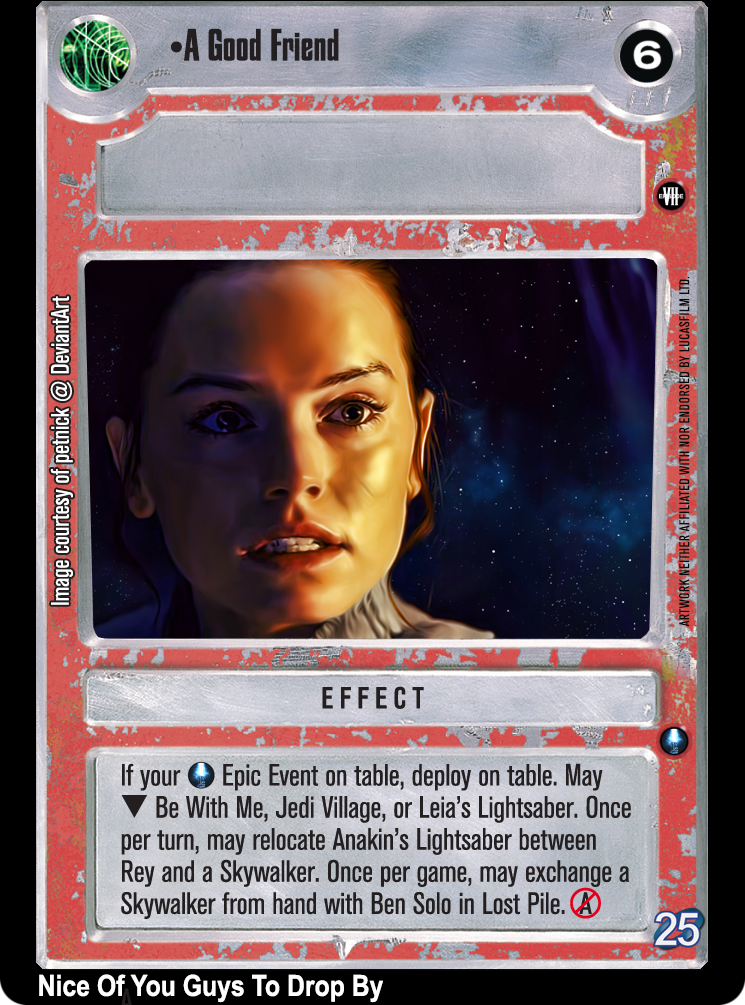 •A Good Friend
6
EPISODE VII
Image courtesy of petnick @ DeviantArt
ARTWORK NEITHER AFFILIATED WITH NOR ENDORSED BY LUCASFILM LTD.
EFFECT
If your Epic Event on table, deploy on table. May
▼ Be With Me, Jedi Village, or Leia's Lightsaber. Once
per turn, may relocate Anakin's Lightsaber between
Rey and a Skywalker. Once per game, may exchange a
Skywalker from hand with Ben Solo in Lost Pile. A
25
Nice Of You Guys To Drop By